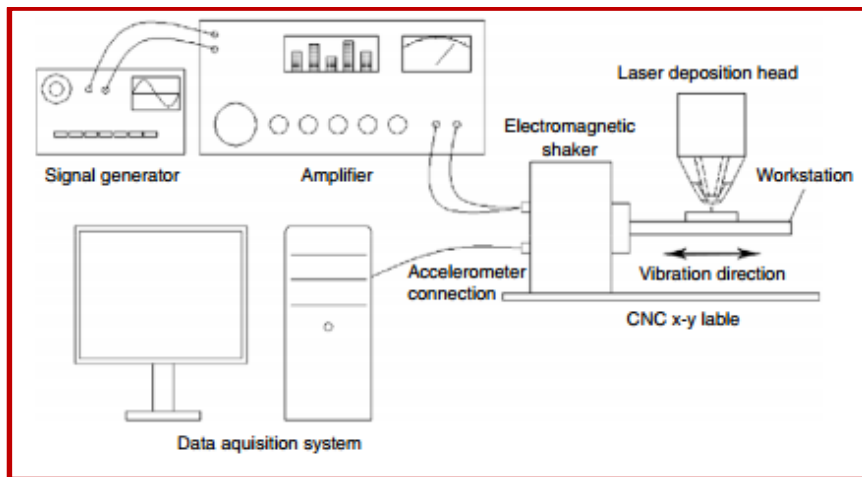 Laser deposition head
Electromagnetic
shaker
Signal generator
Amplifier
Workstation
Accelerometer
connection
Vibration direction
CNC x-y lable
Data aquisition system